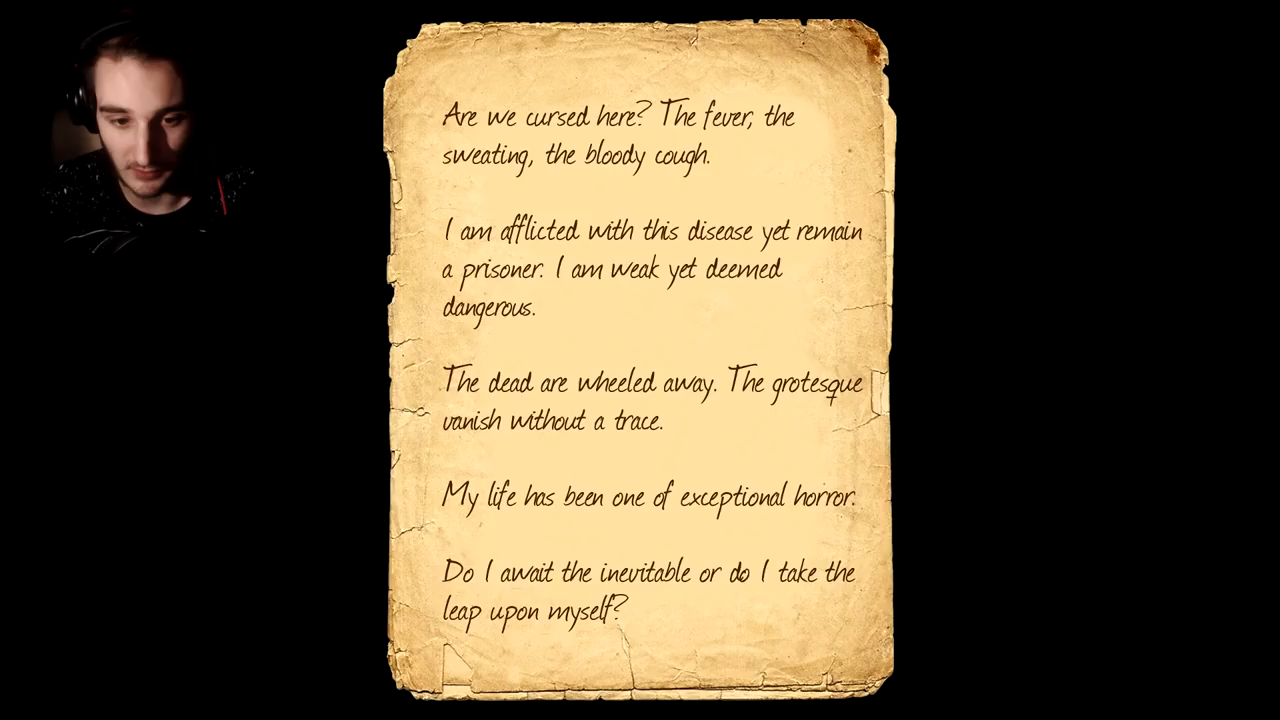 Are we cursed here? The fever, the
sweating, the bloody cough.
I am afflicted with this disease yet remain
a prisoner. I am weak yet deemed
dangerous.
The dead are wheeled away. The grotesque
vanish without a trace.
My life has been one of exceptional horror.
Do I await the inevitable or do I take the
leap upon myself?